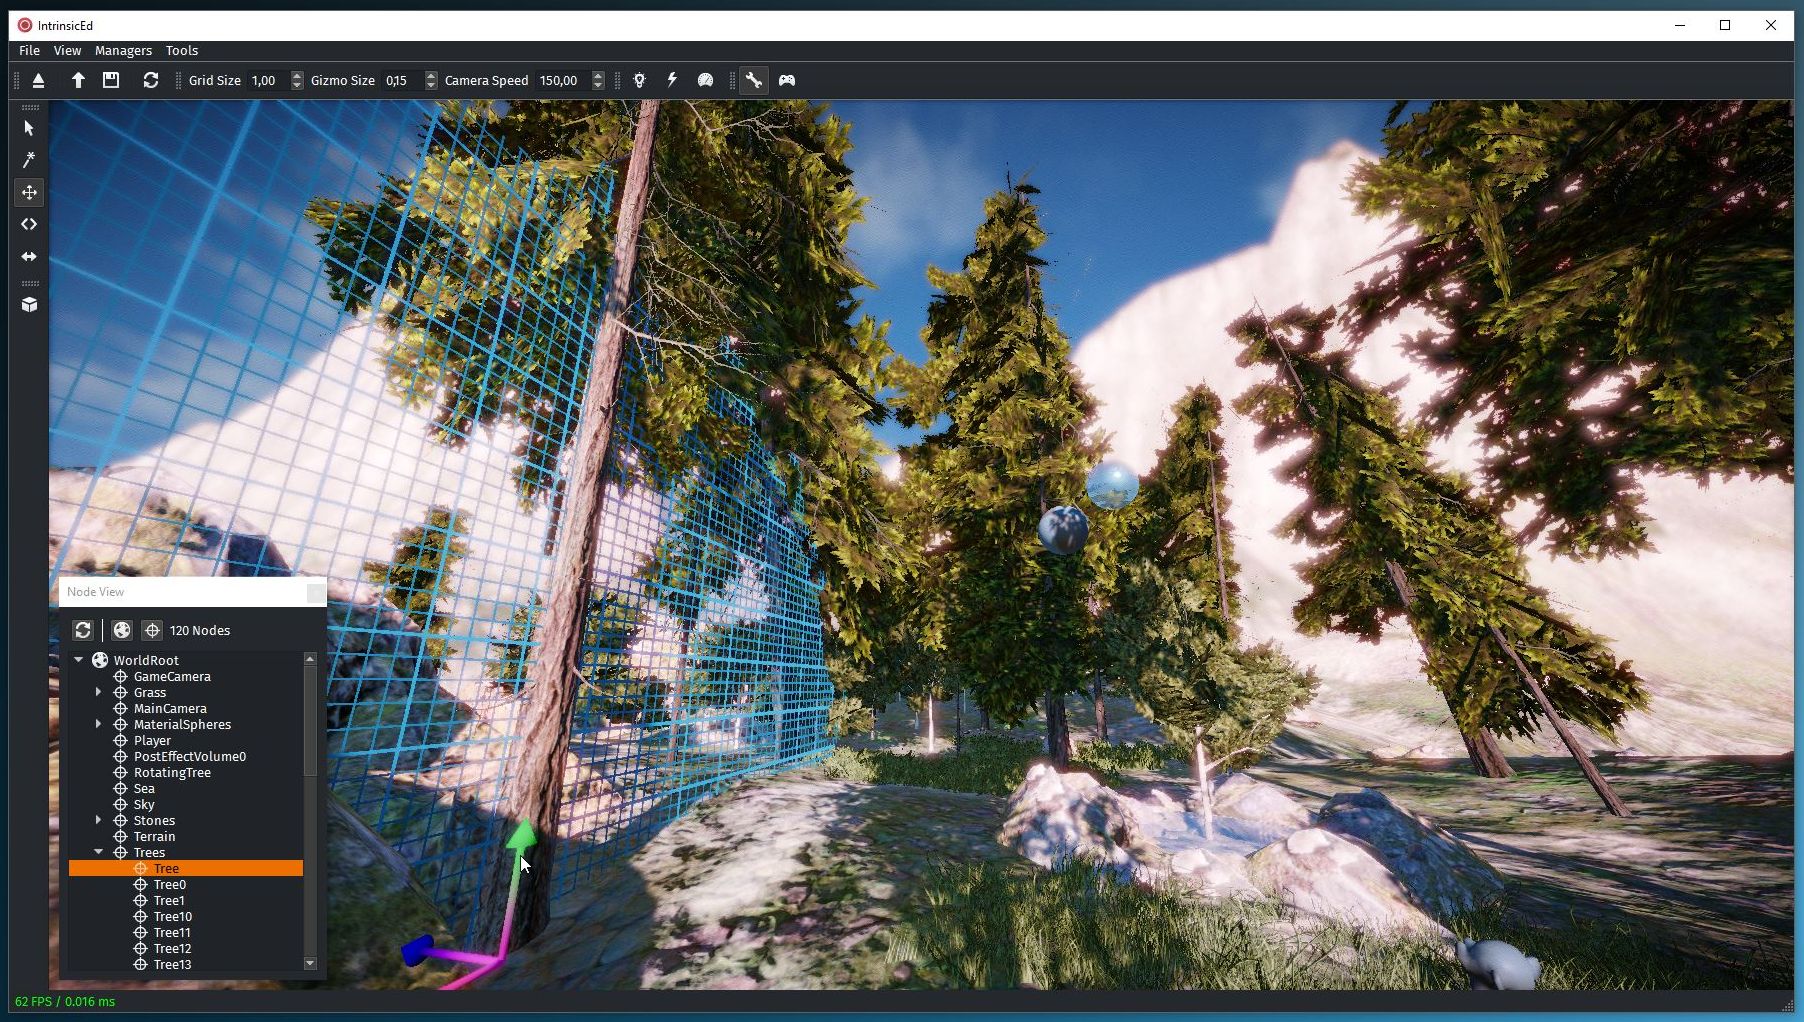 IntrinsicEd
File View Managers Tools
Grid Size 1,00 Gizmo Size 0,15 Camera Speed 150,00
Node View
120 Nodes
WorldRoot
GameCamera
Grass
MainCamera
MaterialSpheres
Player
PostEffectVolume0
RotatingTree
Sea
Sky
Stones
Terrain
Trees
Tree
Tree0
Tree1
Tree10
Tree11
Tree12
Tree13
62 FPS / 0.016 ms